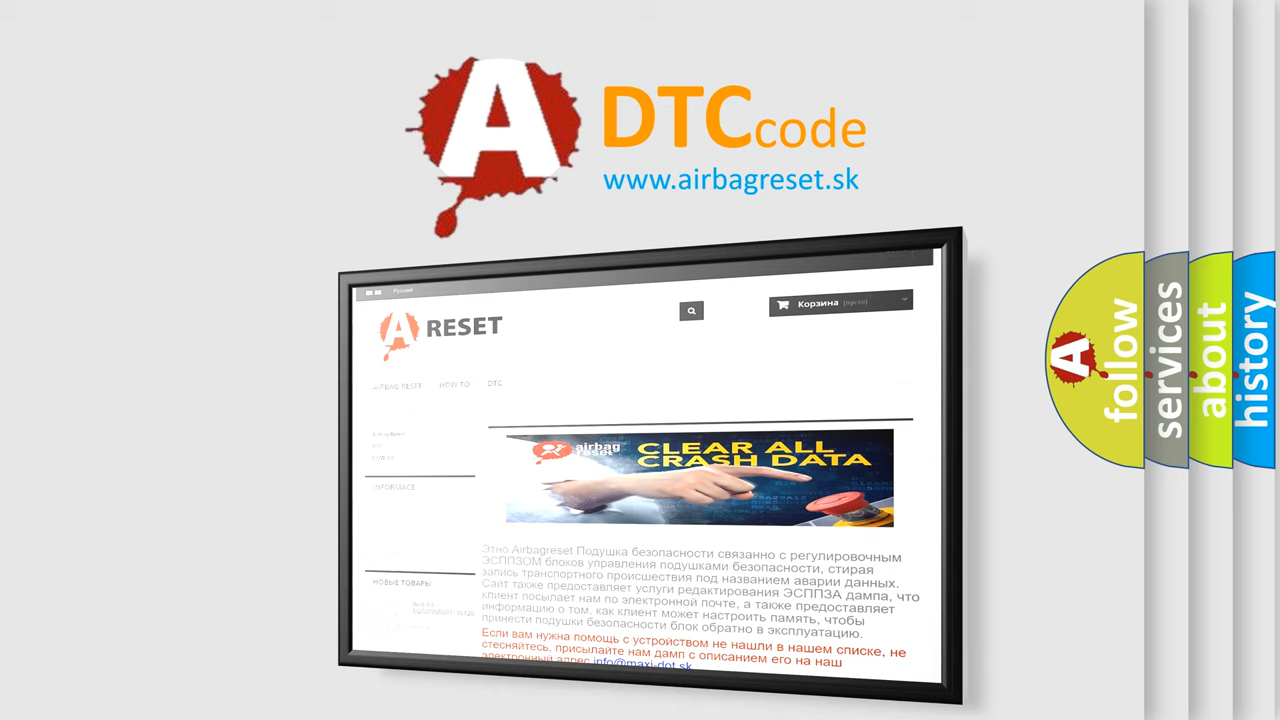 A
DTCcode
www.airbagreset.sk
Русский
A RESET
Корзина (пусто)
AIRBAG RESET HOW TO DTC
INFORMACE
НОВЫЕ ТОВАРЫ
airbag
reset
CLEAR ALL
CRASH DATA
Этно Airbagreset Подушка безопасности связанно с регулировочным
ЭСППЗОМ блоков управления подушками безопасности, стирая
запись транспортного происшествия под названием аварии данных.
Сайт также предоставляет услуги редактирования ЭСППЗА дампа, что
клиент посылает нам по электронной почте, а также предоставляет
информацию о том, как клиент может настроить память, чтобы
принести подушки безопасности блок обратно в эксплуатацию.
Если вам нужна помощь с устройством не нашли в нашем списке, не
стесняйтесь, присылайте нам дамп с описанием его на наш
электронный адрес info@maxi-dot.sk
A
follow
services
about
history